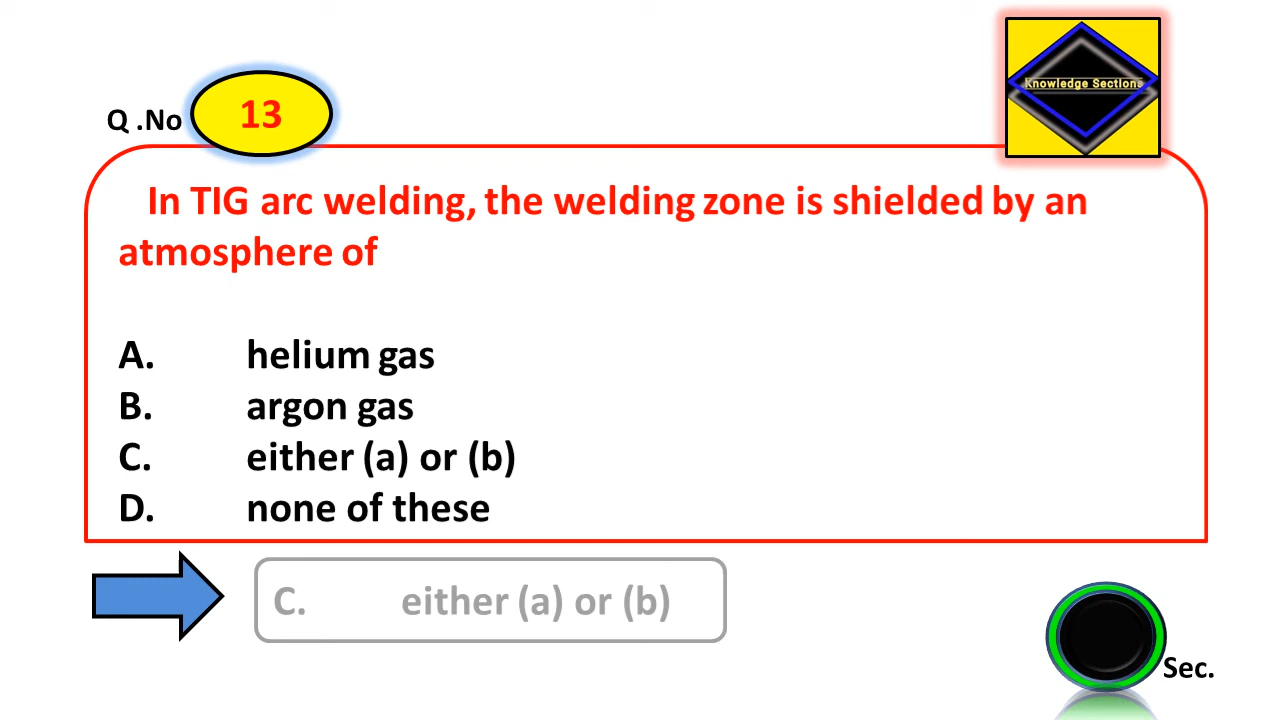 Q .No 13
Knowledge Sections
In TIG arc welding, the welding zone is shielded by an
atmosphere of
A. helium gas
B. argon gas
C. either (a) or (b)
D. none of these
C. either (a) or (b)
Sec.